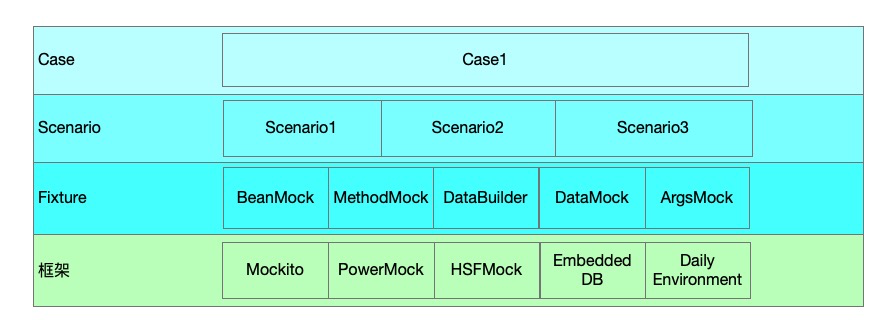 Case
Case1
Scenario
Scenario1
Scenario2
Scenario3
Fixture
BeanMock
MethodMock
DataBuilder
DataMock
ArgsMock
框架
Mockito
PowerMock
HSFMock
Embedded
DB
Daily
Environment